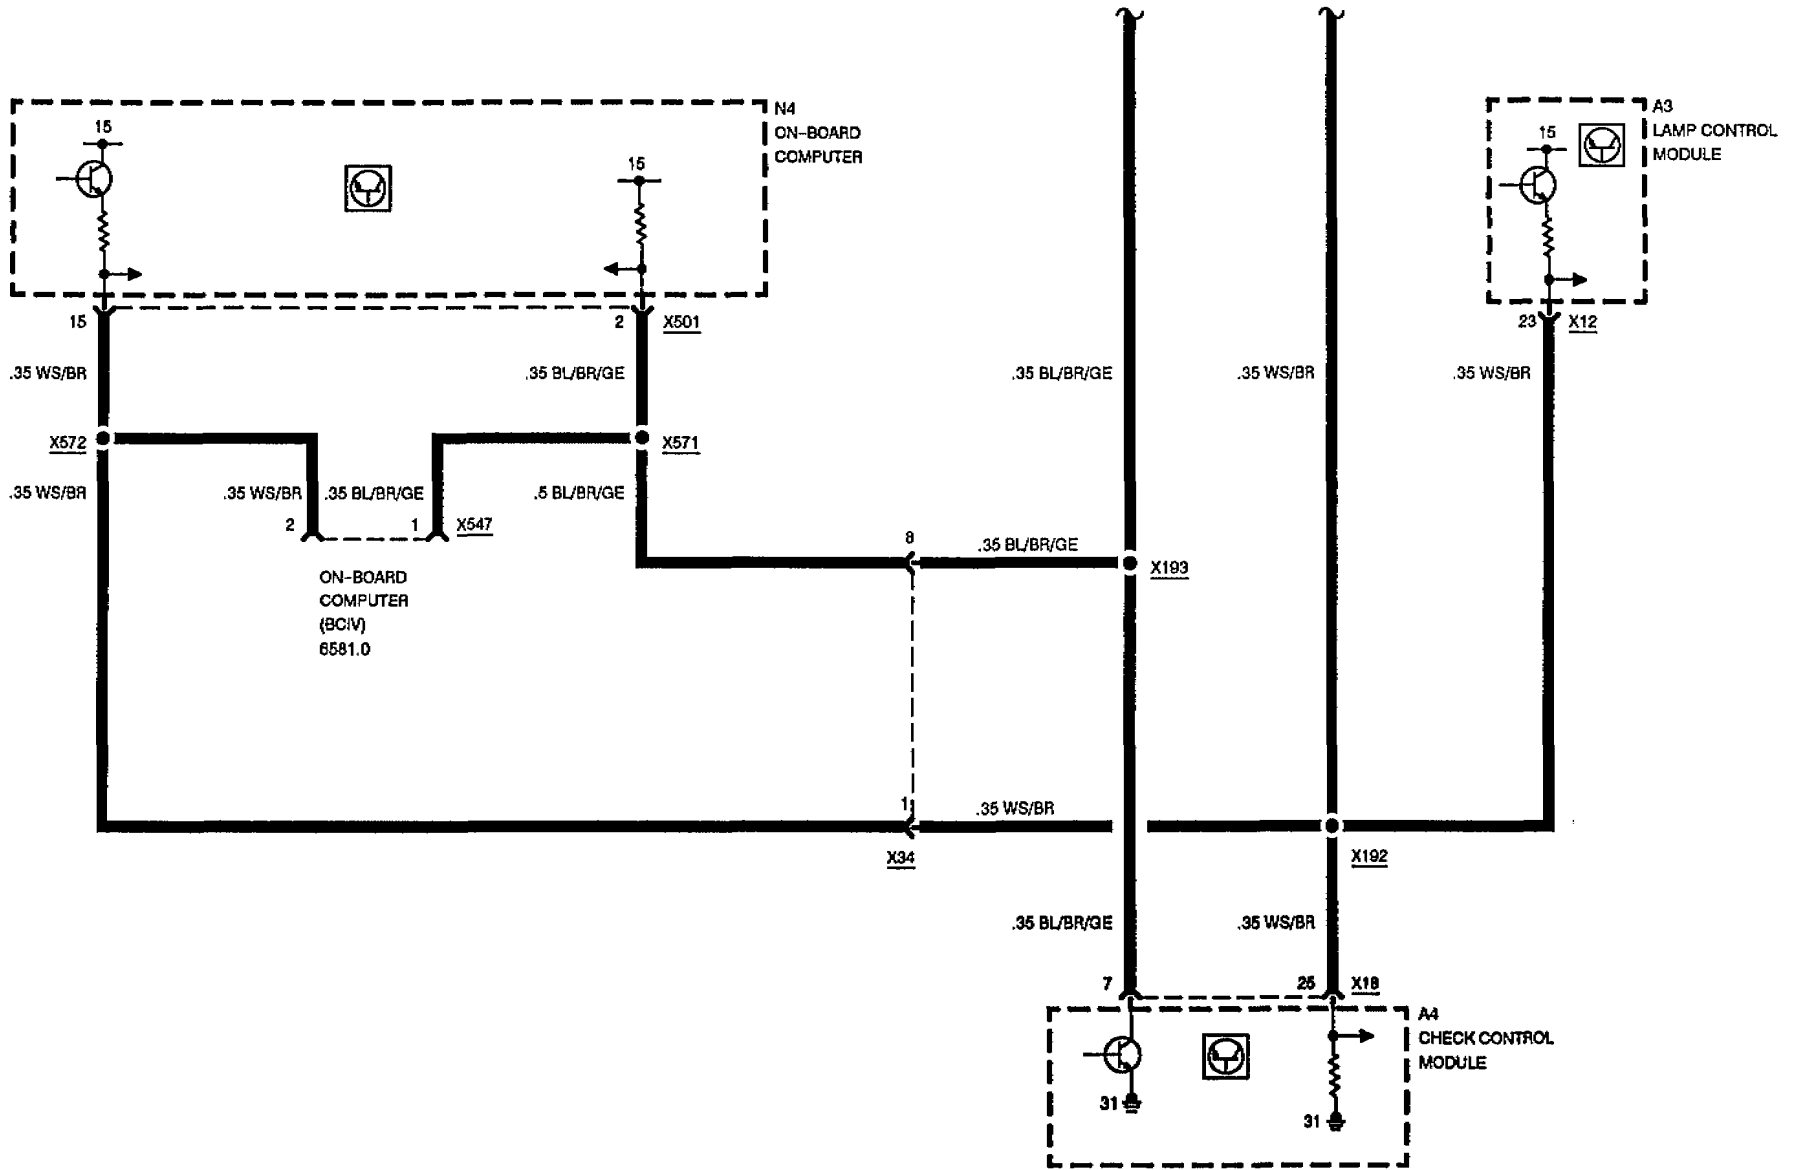 N4
ON-BOARD
COMPUTER
15
15
A3
LAMP CONTROL
MODULE
15
15
2
X501
23
X12
.35 WS/BR
.35 BL/BR/GE
.35 BL/BR/GE
.35 WS/BR
.35 WS/BR
X572
X571
.35 WS/BR
.35 WS/BR
.35 BL/BR/GE
.5 BL/BR/GE
2
1
X547
ON-BOARD
COMPUTER
(BCIV)
6581.0
8
.35 BL/BR/GE
X193
1
.35 WS/BR
X34
X192
.35 BL/BR/GE
.35 WS/BR
7
25
X18
A4
CHECK CONTROL
MODULE
31
31